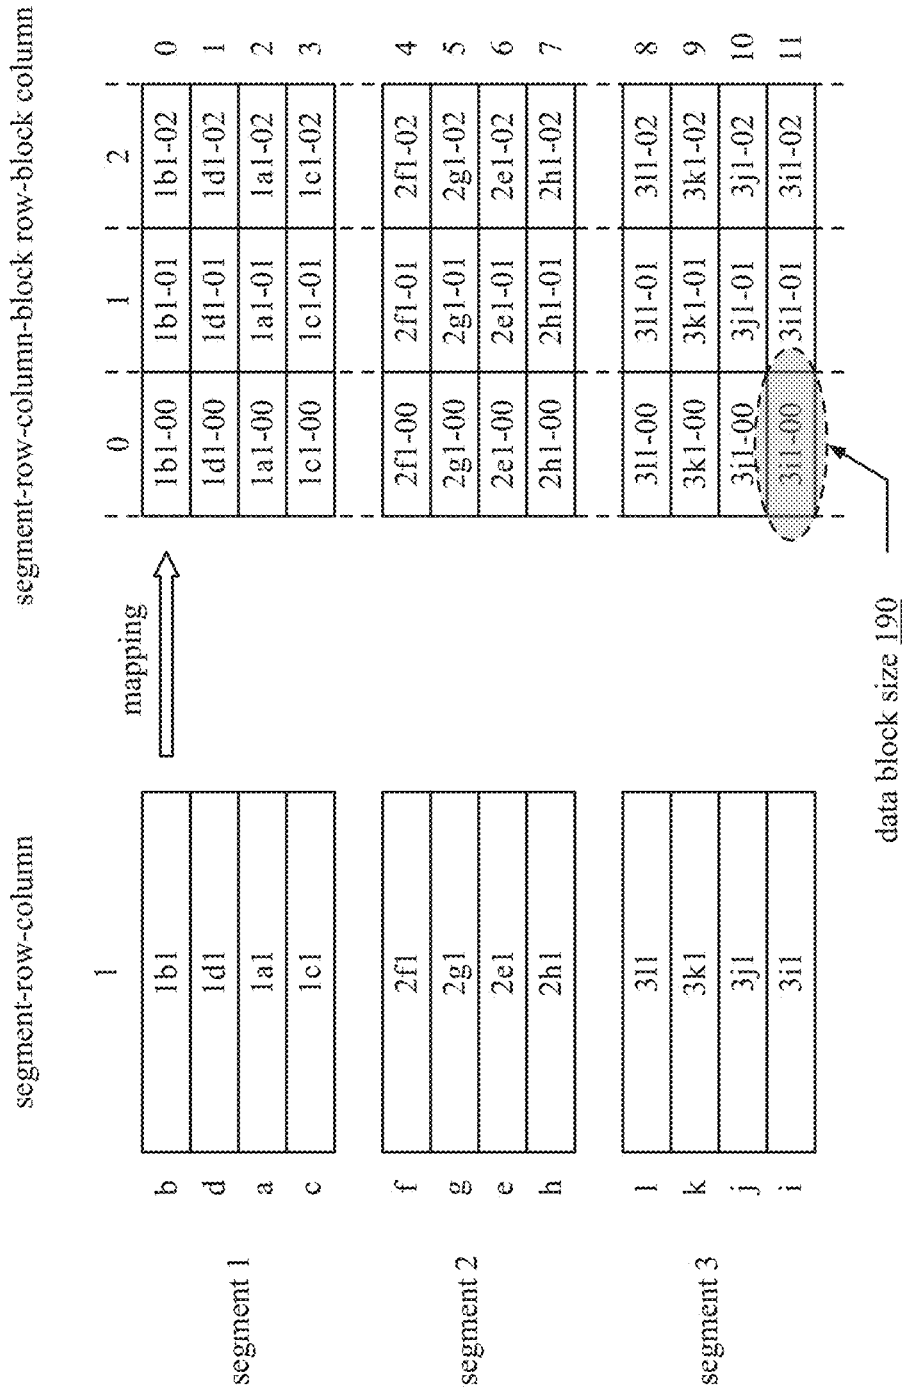 segment-row-column
segment-row-column-block row-block column
1
mapping
0 1 2
segment 1
b 1b1 1b1-00 1b1-01 1b1-02 0
d 1d1 1d1-00 1d1-01 1d1-02 1
a 1a1 1a1-00 1a1-01 1a1-02 2
c 1c1 1c1-00 1c1-01 1c1-02 3
segment 2
f 2f1 2f1-00 2f1-01 2f1-02 4
g 2g1 2g1-00 2g1-01 2g1-02 5
e 2e1 2e1-00 2e1-01 2e1-02 6
h 2h1 2h1-00 2h1-01 2h1-02 7
segment 3
l 3l1 3l1-00 3l1-01 3l1-02 8
k 3k1 3k1-00 3k1-01 3k1-02 9
j 3j1 3j1-00 3j1-01 3j1-02 10
i 3i1 3i1-00 3i1-01 3i1-02 11
data block size 190